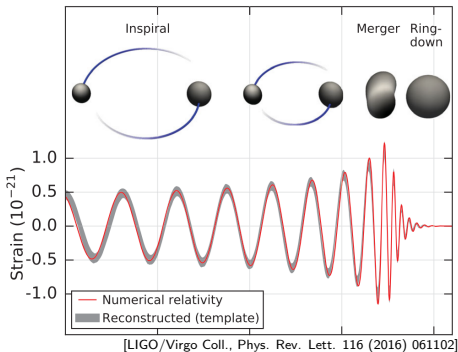 Inspiral
Merger
Ring-
down
Strain (10⁻²¹)
1.0
0.5
0.0
-0.5
-1.0
Numerical relativity
Reconstructed (template)
[LIGO/Virgo Coll., Phys. Rev. Lett. 116 (2016) 061102]